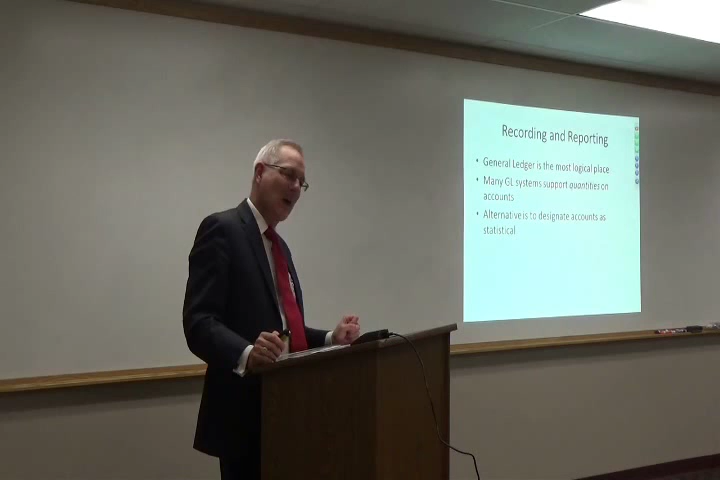 Recording and Reporting
• General Ledger is the most logical place
• Many GL systems support quantities on
accounts
• Alternative is to designate accounts as
statistical